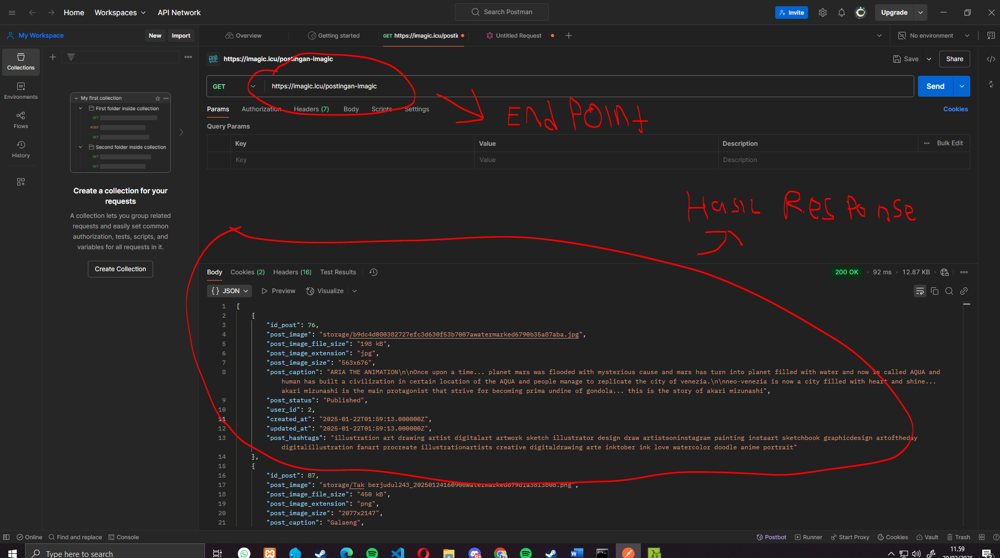 Home Workspaces API Network Search Postman Invite Upgrade
My Workspace New Import Overview Getting started GET https://imagic.icu/postin Untitled Request No environment
Collections
Environments
Flows
History
My first collection
First folder inside collection
GET
POST
GET
Second folder inside collection
GET
GET
Create a collection for your
requests
A collection lets you group related
requests and easily set common
authorization, tests, scripts, and
variables for all requests in it.
Create Collection
HTTP https://imagic.icu/postingan-imagic Save Share
GET https://imagic.icu/postingan-imagic Send
Params Authorization Headers (7) Body Scripts Settings Cookies
EndPOInt
Query Params
Key Value Description Bulk Edit
Key Value Description
HasiL ResPonse
Body Cookies (2) Headers (16) Test Results 200 OK 92 ms 12.87 KB
{} JSON Preview Visualize
1 [
2 {
3 "id_post": 76,
4 "post_image": "storage/b9dc4d080382727efc3d630f53b7007awatermarked6790b35a87aba.jpg",
5 "post_image_file_size": "198 kB",
6 "post_image_extension": "jpg",
7 "post_image_size": "563x676",
8 "post_caption": "ARIA THE ANIMATION\n\nOnce upon a time... planet mars was flooded with mysterious cause and mars has turn into planet filled with water and now is called AQUA and
human has built a civilization in certain location of the AQUA and people manage to replicate the city of venezia.\n\nneo-venezia is now a city filled with heart and shine...
akari mizunashi is the main protagonist that strive for becoming prima undine of gondola... this is the story of akari mizunashi",
9 "post_status": "Published",
10 "user_id": 2,
11 "created_at": "2025-01-22T01:59:13.000000Z",
12 "updated_at": "2025-01-22T01:59:13.000000Z",
13 "post_hashtags": "illustration art drawing artist digitalart artwork sketch illustrator design draw artistsoninstagram painting instaart sketchbook graphicdesign artoftheday
digitalillustration fanart procreate illustrationartists creative digitaldrawing arte inktober ink love watercolor doodle anime portrait"
14 },
15 {
16 "id_post": 87,
17 "post_image": "storage/Tak berjudul243_20250124160900watermarked679d1a3813b08.png",
18 "post_image_file_size": "450 kB",
19 "post_image_extension": "png",
20 "post_image_size": "2077x2147",
21 "post_caption": "Galaeng",
Online Find and replace Console Postbot Runner Start Proxy Cookies Vault Trash
Type here to search 11.59